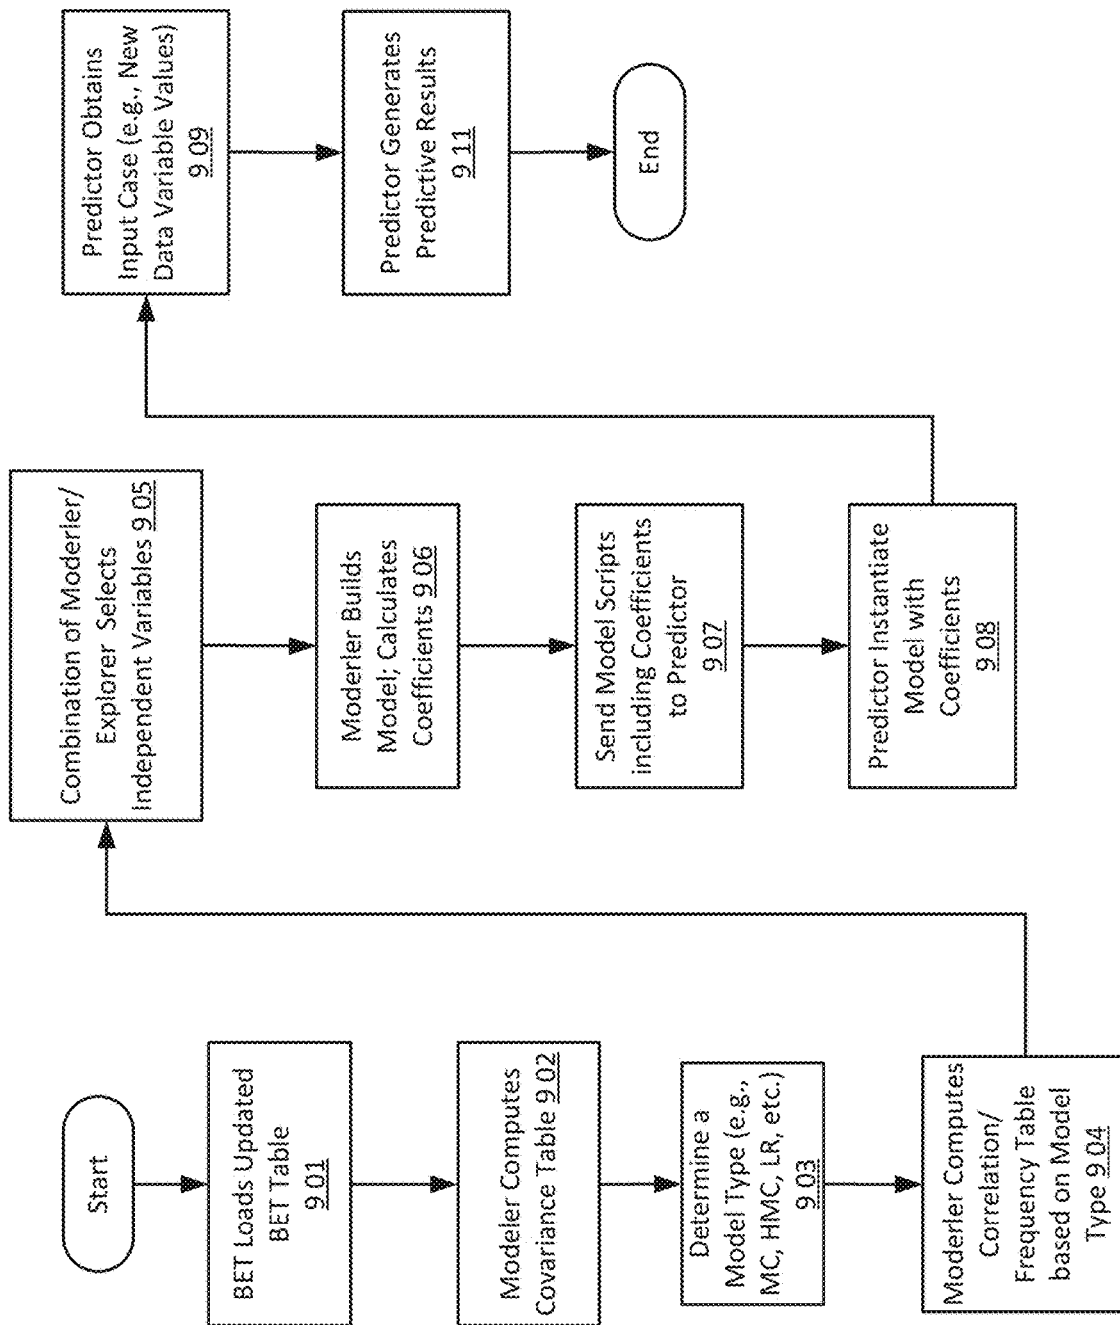 Start
BET Loads Updated
BET Table
9 01
Modeler Computes
Covariance Table 9 02
Determine a
Model Type (e.g.,
MC, HMC, LR, etc.)
9 03
Moderler Computes
Correlation/
Frequency Table
based on Model
Type 9 04
Combination of Moderler/
Explorer Selects
Independent Variables 9 05
Moderler Builds
Model; Calculates
Coefficients 9 06
Send Model Scripts
including Coefficients
to Predictor
9 07
Predictor Instantiate
Model with
Coefficients
9 08
Predictor Obtains
Input Case (e.g., New
Data Variable Values)
9 09
Predictor Generates
Predictive Results
9 11
End